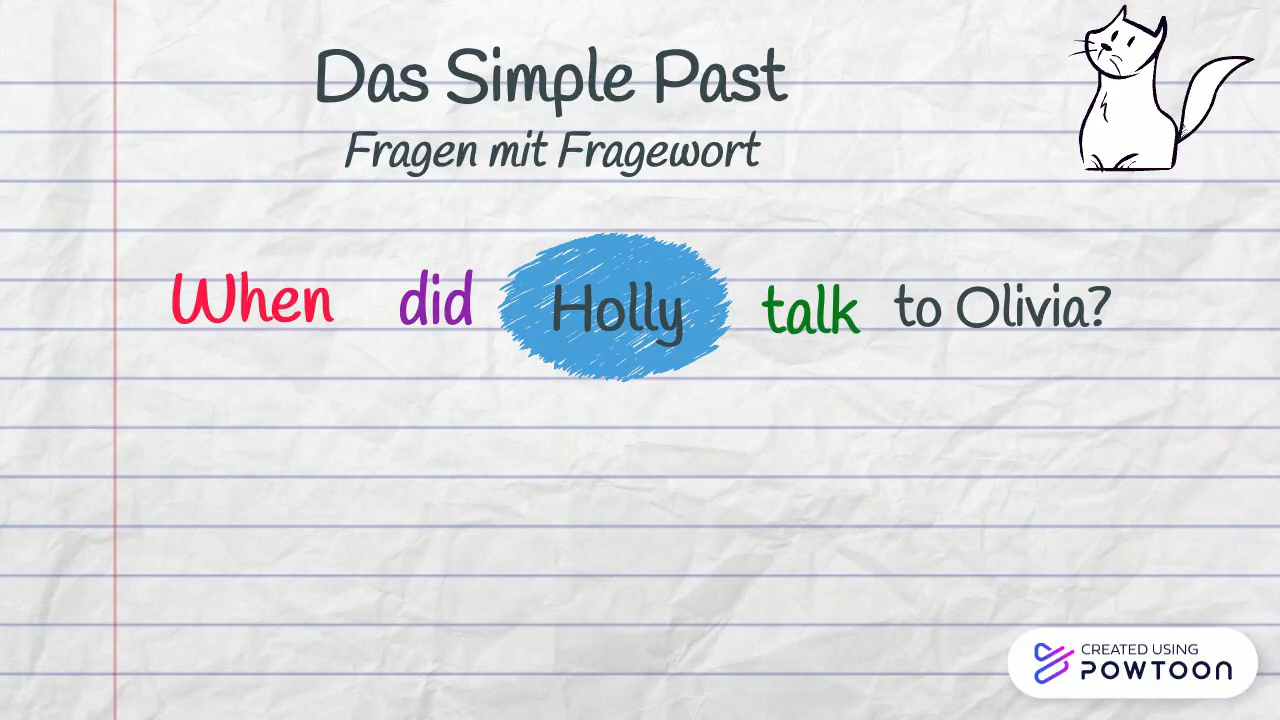 Das Simple Past
Fragen mit Fragewort
When did Holly talk to Olivia?
CREATED USING
POWTOON